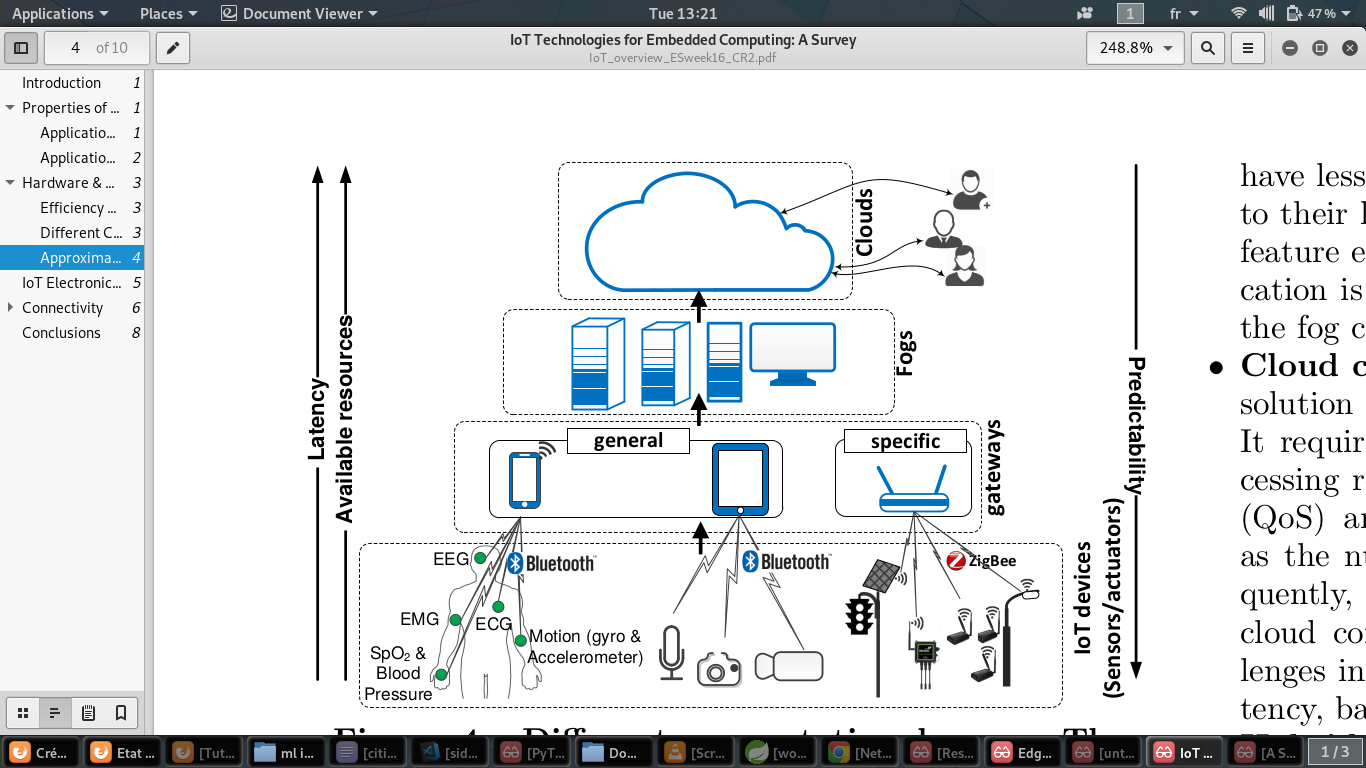 Applications Places Document Viewer Tue 13:21 1 fr 47 %
4 of 10 IoT Technologies for Embedded Computing: A Survey 248.8%
IoT_overview_ESweek16_CR2.pdf
Introduction 1
Properties of ... 1
Applicatio... 1
Applicatio... 2
Hardware & ... 3
Efficiency ... 3
Different C... 3
Approxima... 4
IoT Electronic... 5
Connectivity 6
Conclusions 8
Latency
Available resources
Clouds
Fogs
general
specific
gateways
EEG
Bluetooth
Bluetooth
ZigBee
EMG
ECG
Motion (gyro &
Accelerometer)
SpO₂ &
Blood
Pressure
IoT devices
(Sensors/actuators)
Predictability
have less
to their
feature e
cation is
the fog c
• Cloud c
solution
It requir
cessing r
(QoS) an
as the nu
quently,
cloud co
lenges in
tency, ba
Cré... Etat ... [Tut... ml i... [citi... [sid... [PyT... Do... [Scr... [wo... [Net... [Res... Edg... [unt... IoT ... [A S... 1 / 3